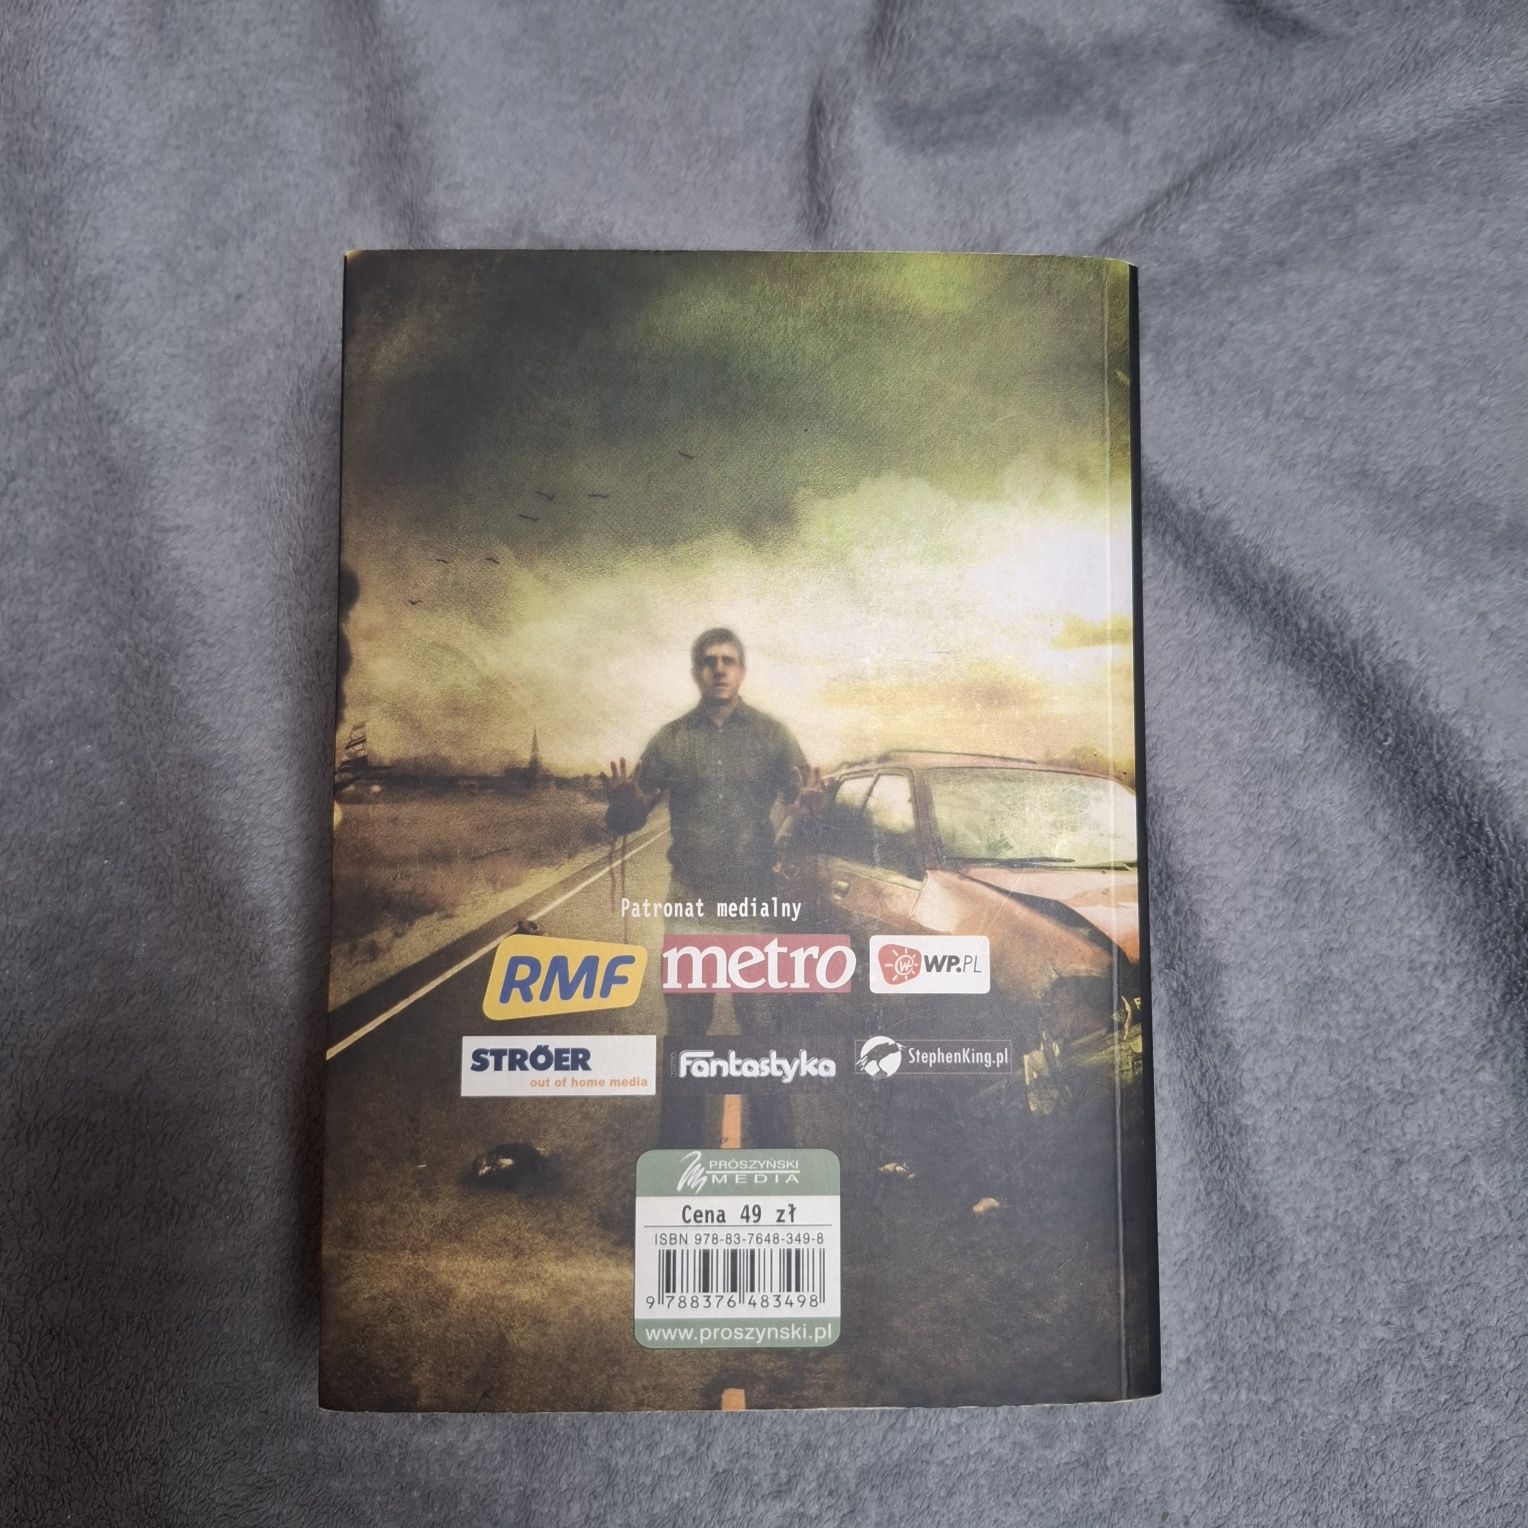 Patronat medialny
RMF
metro
WP.PL
STRÖER
out of home media
Fantastyka
StephenKing.pl
PRÓSZYŃSKI
MEDIA
Cena 49 zł
ISBN 978-83-7648-349-8
9 788376 483498
www.proszynski.pl